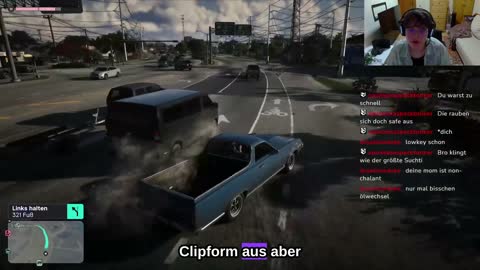 Du warst zu
schnell
Die rauben
sich doch safe aus
*dich
lowkey schon
Bro klingt
wie der größte Suchti
deine mom ist non-
chalant
nur mal bisschen
ölwechsel
Links halten
321 Fuß
Clipform aus aber